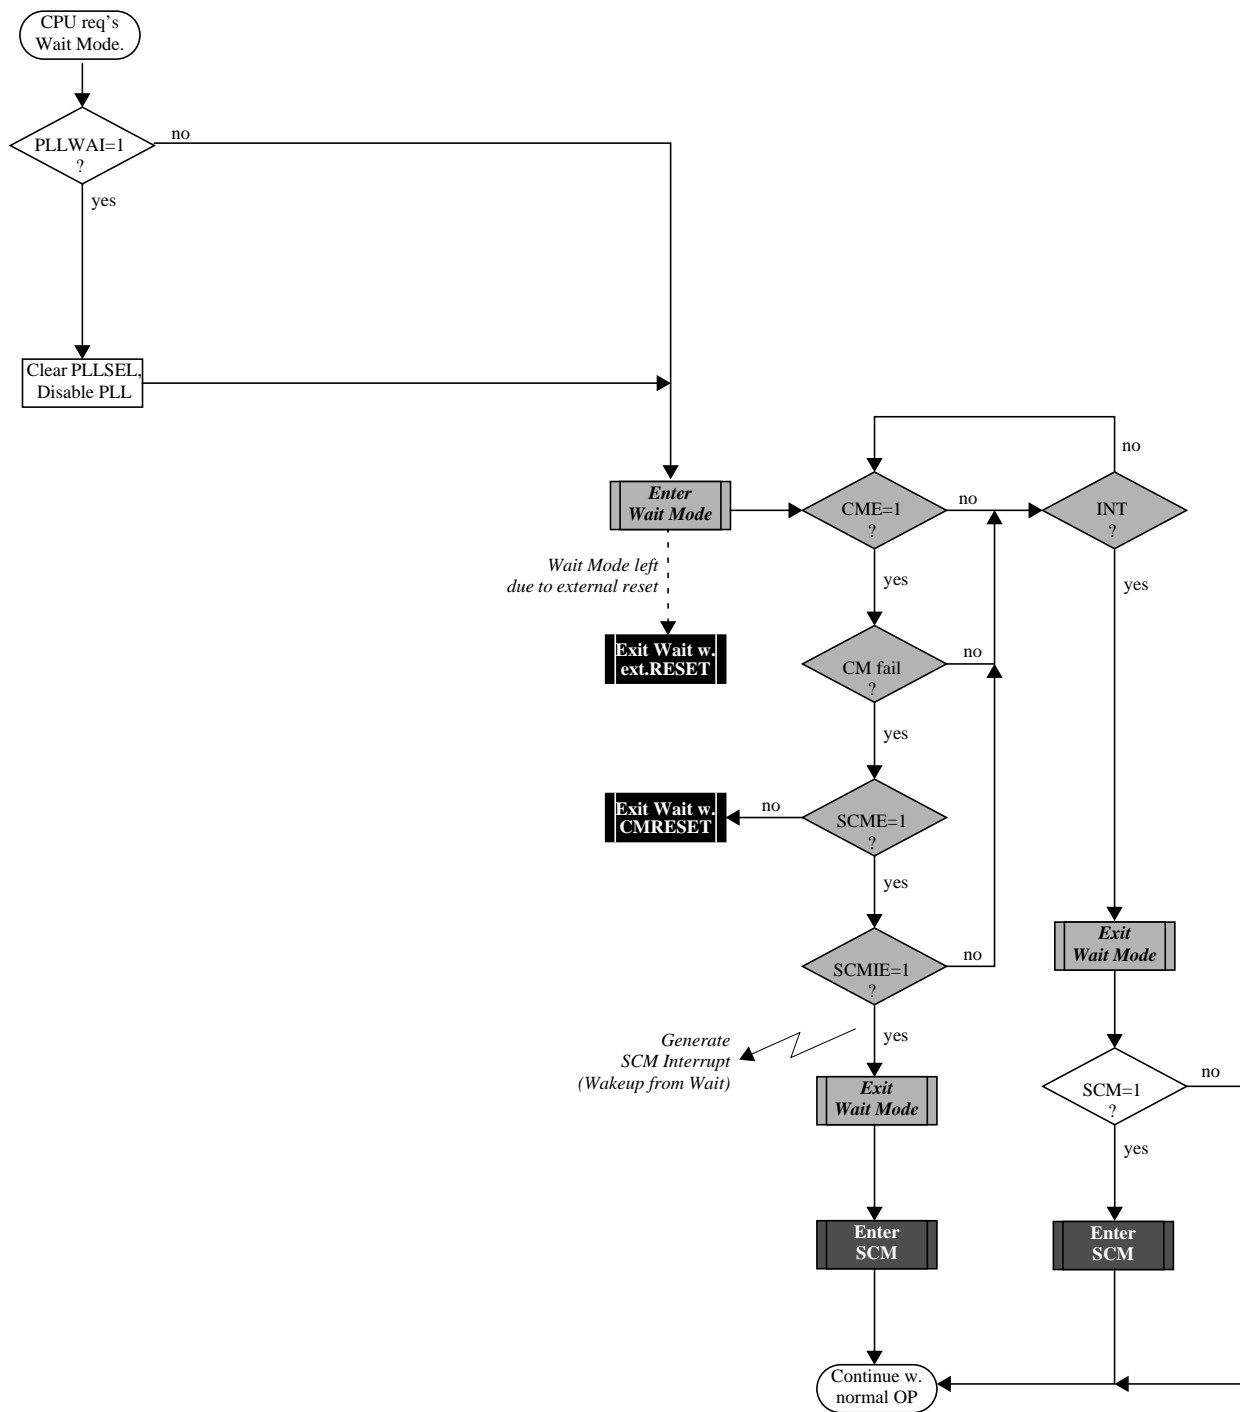 CPU req's
Wait Mode.
PLLWAI=1
?
no
yes
Clear PLLSEL,
Disable PLL
Enter
Wait Mode
Wait Mode left
due to external reset
Exit Wait w.
ext.RESET
CME=1
?
no
yes
INT
?
no
yes
CM fail
?
no
yes
Exit Wait w.
CMRESET
no
SCME=1
?
yes
SCMIE=1
?
no
yes
Generate
SCM Interrupt
(Wakeup from Wait)
Exit
Wait Mode
Enter
SCM
Exit
Wait Mode
SCM=1
?
no
yes
Enter
SCM
Continue w.
normal OP